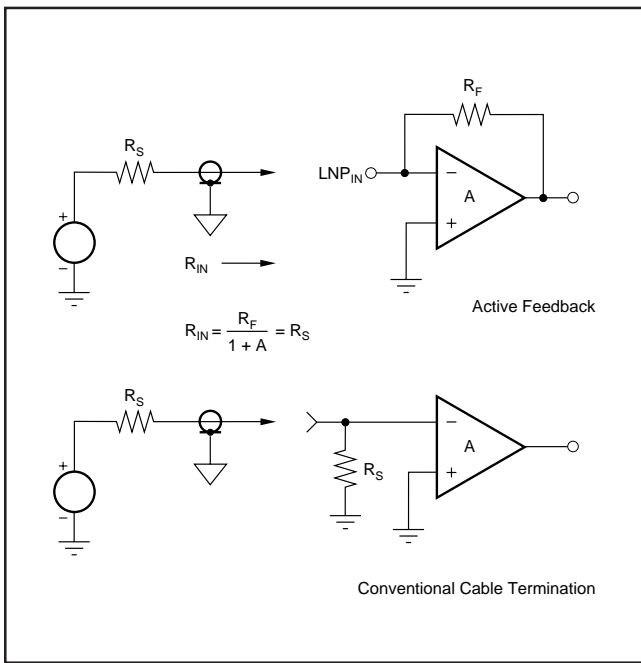 R_F
R_S
LNP_IN
−
A
+
+
−
R_IN
Active Feedback
R_IN = R_F / (1 + A) = R_S
R_S
−
A
+
R_S
+
−
Conventional Cable Termination